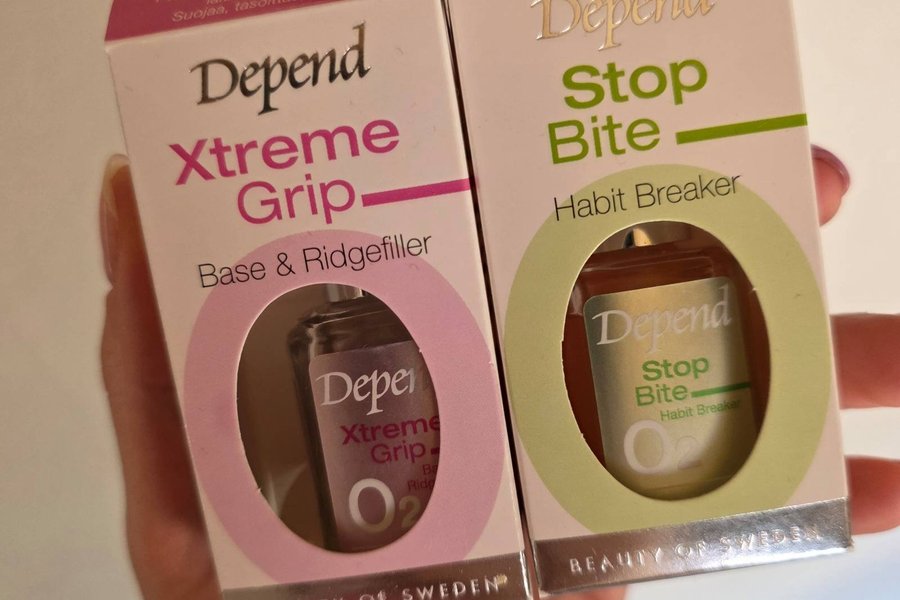 Suojaa, tasoitta
Depend
Xtreme
Grip
Base & Ridgefiller
Depend
Xtreme
Grip
O2
OF SWEDEN
Depend
Stop
Bite
Habit Breaker
Depend
Stop
Bite
Habit Breaker
O2
BEAUTY OF SWEDEN